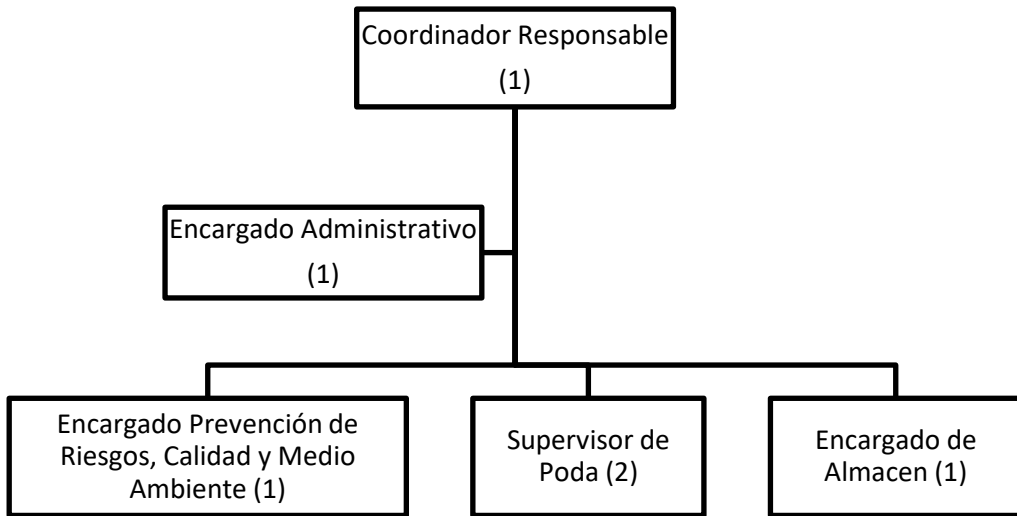 Coordinador Responsable
(1)
Encargado Administrativo
(1)
Encargado Prevención de
Riesgos, Calidad y Medio
Ambiente (1)
Supervisor de
Poda (2)
Encargado de
Almacen (1)